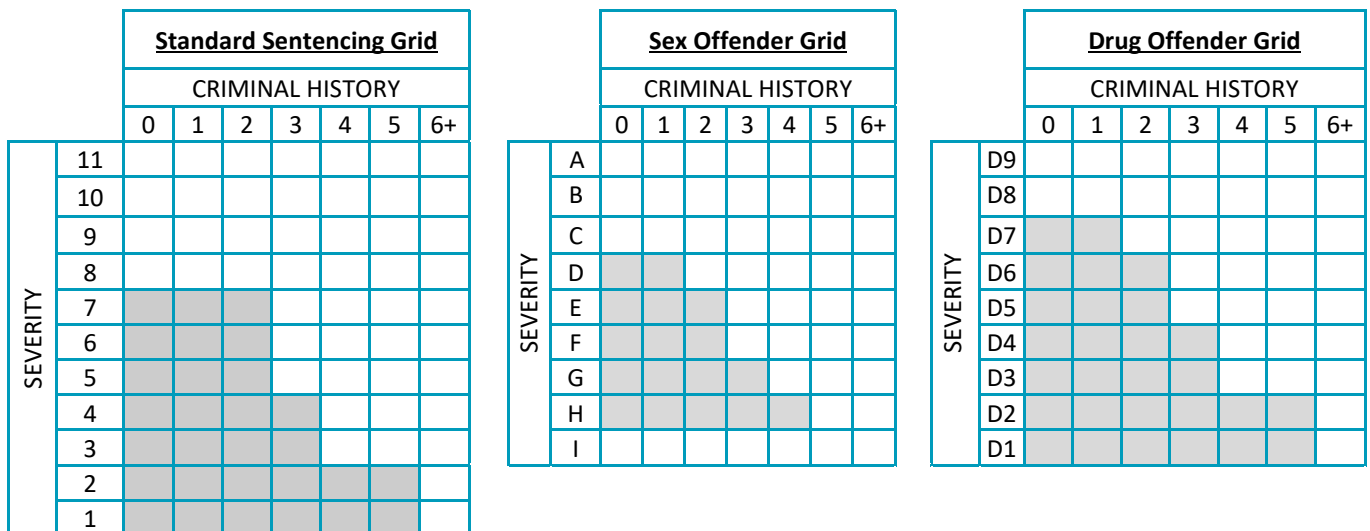 Standard Sentencing Grid
CRIMINAL HISTORY
0 1 2 3 4 5 6+
SEVERITY
11
10
9
8
7
6
5
4
3
2
1
Sex Offender Grid
CRIMINAL HISTORY
0 1 2 3 4 5 6+
SEVERITY
A
B
C
D
E
F
G
H
I
Drug Offender Grid
CRIMINAL HISTORY
0 1 2 3 4 5 6+
SEVERITY
D9
D8
D7
D6
D5
D4
D3
D2
D1